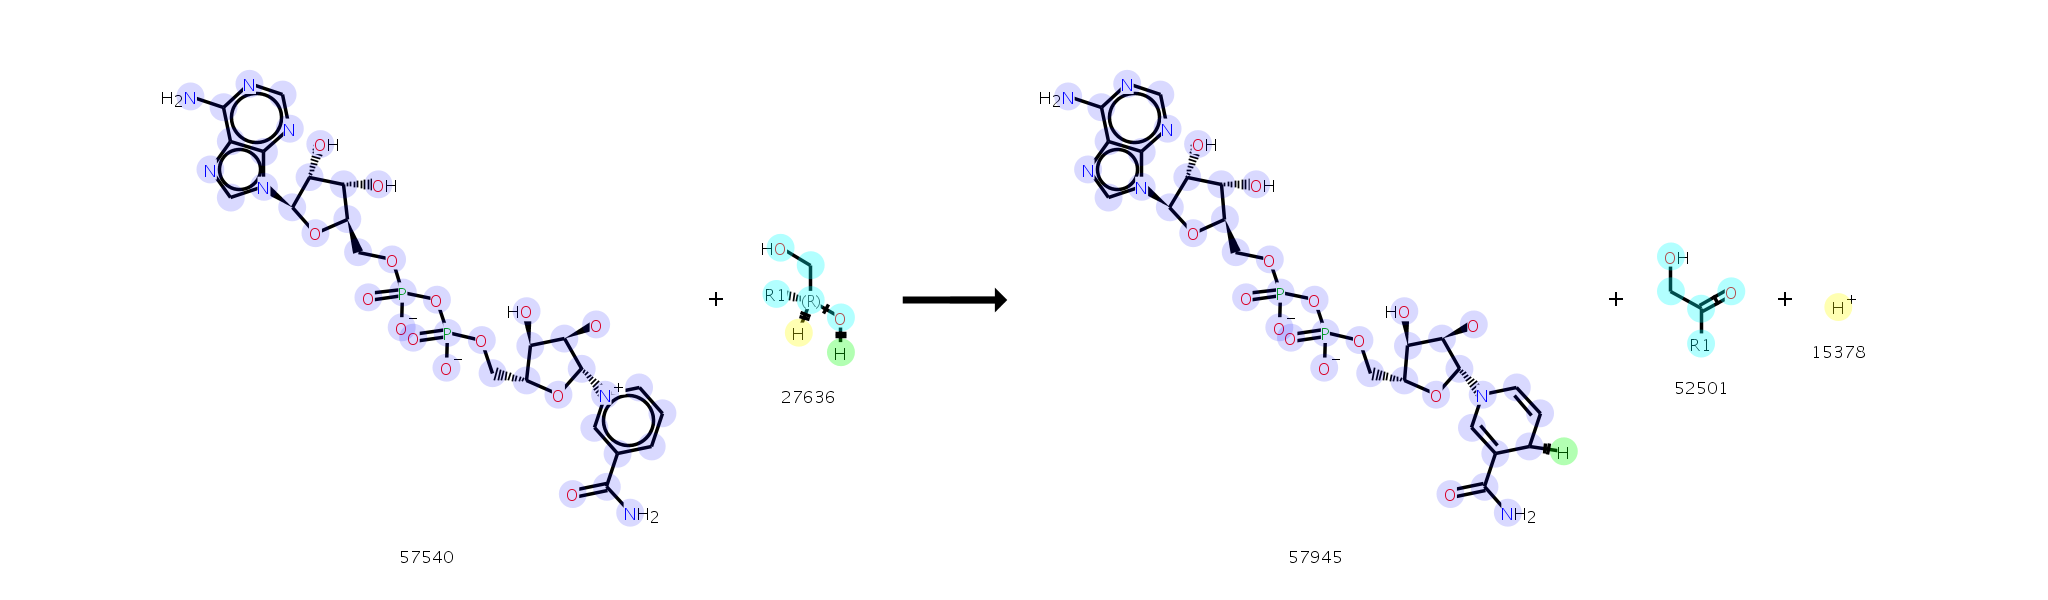 H2N N N N N OH OH O O O P O O− O P O O− O HO O O N+ O NH2
57540
+
HO R1 (R) O H H
27636
H2N N N N N OH OH O O O P O O− O P O O− O HO O O N H O NH2
57945
+
OH O R1
52501
+
H+
15378